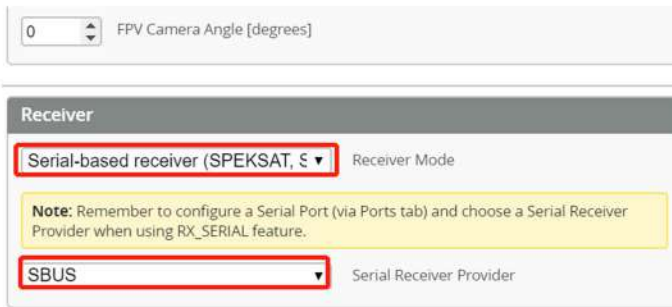 0 FPV Camera Angle [degrees]
Receiver
Serial-based receiver (SPEKSAT, S Receiver Mode
Note: Remember to configure a Serial Port (via Ports tab) and choose a Serial Receiver
Provider when using RX_SERIAL feature.
SBUS Serial Receiver Provider